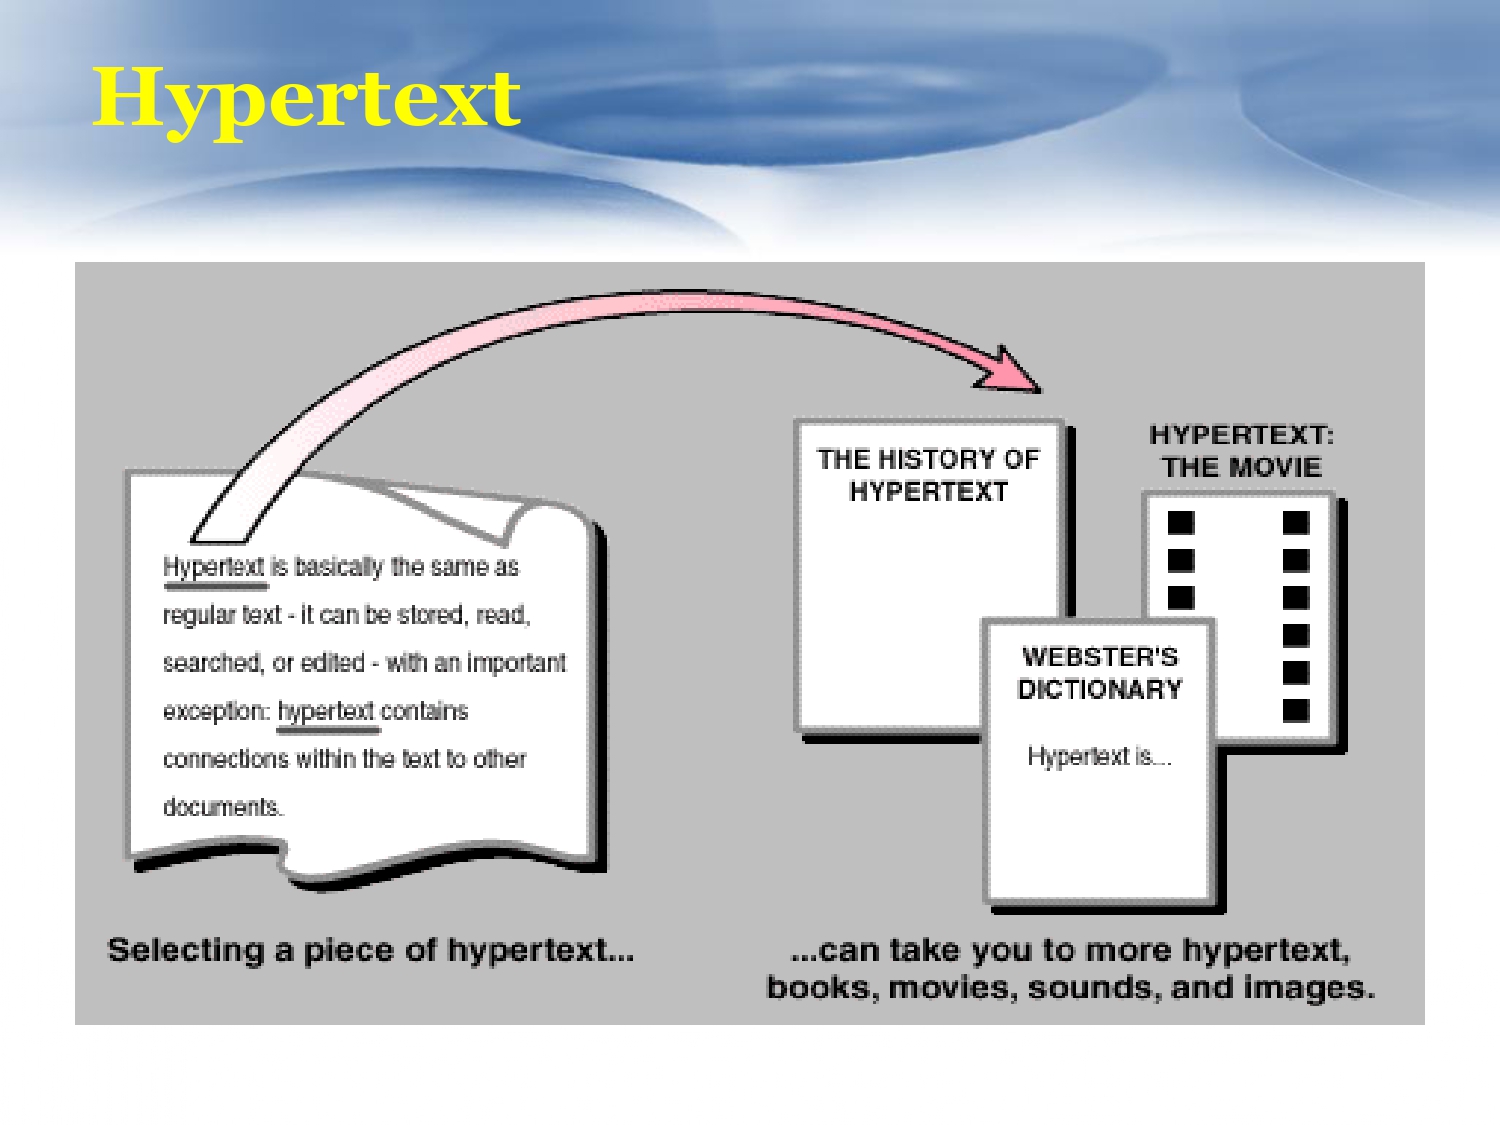 Hypertext
Hypertext is basically the same as
regular text - it can be stored, read,
searched, or edited - with an important
exception: hypertext contains
connections within the text to other
documents.
Selecting a piece of hypertext...
THE HISTORY OF
HYPERTEXT
HYPERTEXT:
THE MOVIE
WEBSTER'S
DICTIONARY
Hypertext is...
...can take you to more hypertext,
books, movies, sounds, and images.